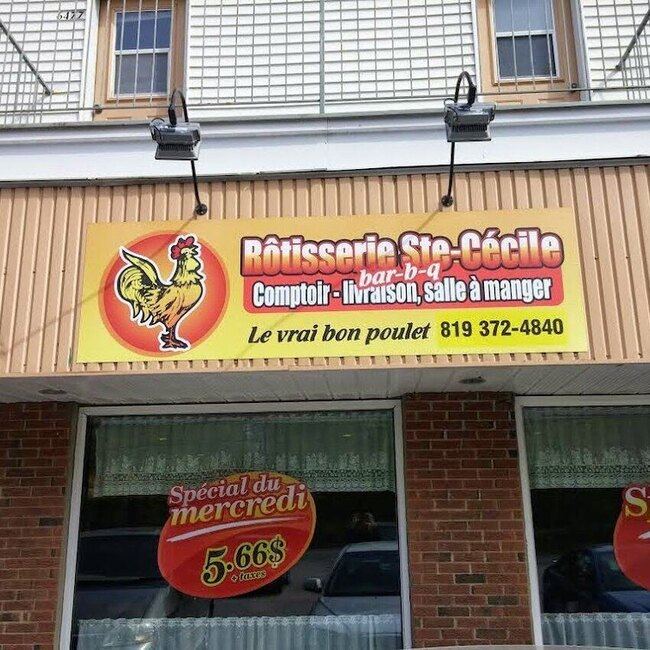 Rôtisserie Ste-Cécile
bar-b-q
Comptoir - livraison, salle à manger
Le vrai bon poulet 819 372-4840
Spécial du
mercredi
5.66$
+ taxes